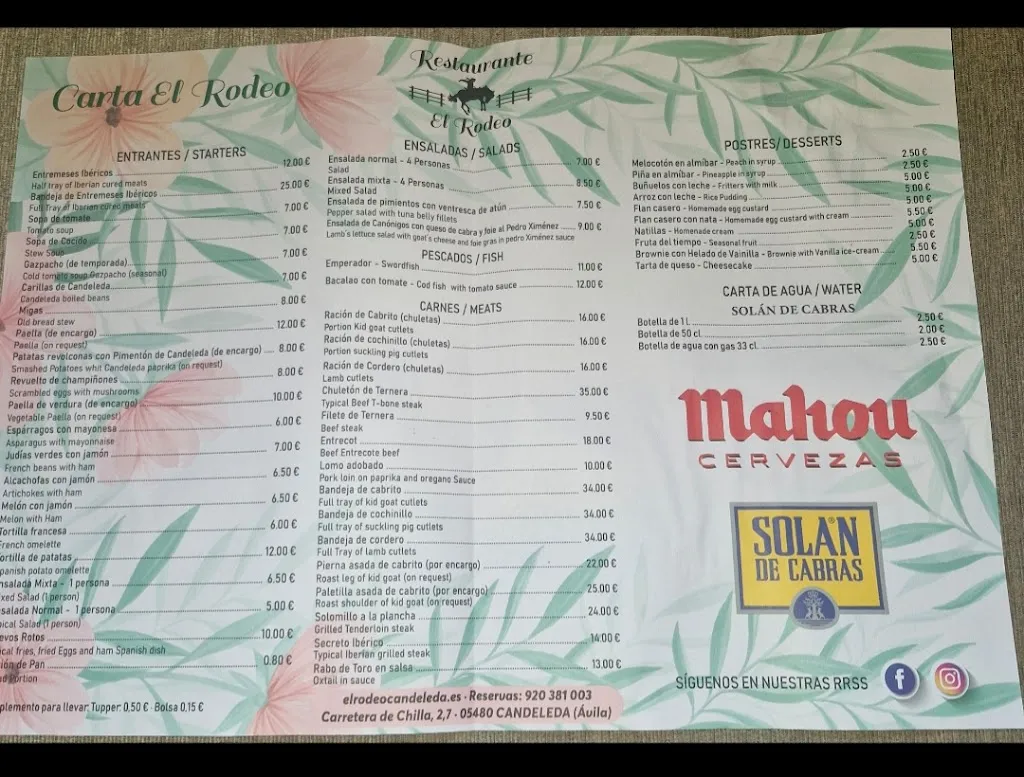 Carta El Rodeo
Restaurante
El Rodeo
ENTRANTES / STARTERS
Entremeses Ibéricos 12.00 €
Half tray of Iberian cured meats
Bandeja de Entremeses Ibéricos 25.00 €
Full Tray of Iberian cured meats
Sopa de tomate 7.00 €
Tomato soup
Sopa de Cocido 7.00 €
Stew Soup
Gazpacho (de temporada) 7.00 €
Cold tomato soup Gazpacho (seasonal)
Carillas de Candeleda 7.00 €
Candeleda boiled beans
Migas 8.00 €
Old bread stew
Paella (de encargo) 12.00 €
Paella (on request)
Patatas revolconas con Pimentón de Candeleda (de encargo) 8.00 €
Smashed Potatoes whit Candeleda paprika (on request)
Revuelto de champiñones 8.00 €
Scrambled eggs with mushrooms
Paella de verdura (de encargo) 10.00 €
Vegetable Paella (on request)
Espárragos con mayonesa 6.00 €
Asparagus with mayonnaise
Judías verdes con jamón 7.00 €
French beans with ham
Alcachofas con jamón 6.50 €
Artichokes with ham
Melón con jamón 6.50 €
Melon with Ham
Tortilla francesa 6.00 €
French omelette
ortilla de patatas 12.00 €
panish potato omelette
nsalada Mixta - 1 persona 6.50 €
xed Salad (1 person)
salada Normal - 1 persona 5.00 €
pical Salad (1 person)
evos Rotos 10.00 €
ical fries, fried Eggs and ham Spanish dish
ión de Pan 0.80 €
ad Portion
plemento para llevar: Tupper: 0,50 € · Bolsa 0,15 €
ENSALADAS / SALADS
Ensalada normal - 4 Personas 7.00 €
Salad
Ensalada mixta - 4 Personas 8.50 €
Mixed Salad
Ensalada de pimientos con ventresca de atún 7.50 €
Pepper salad with tuna belly fillets
Ensalada de Canónigos con queso de cabra y foie al Pedro Ximénez 9.00 €
Lamb's lettuce salad with goat's cheese and foie gras in pedro Ximénez sauce
PESCADOS / FISH
Emperador - Swordfish 11.00 €
Bacalao con tomate - Cod fish with tomato sauce 12.00 €
CARNES / MEATS
Ración de Cabrito (chuletas) 16.00 €
Portion Kid goat cutlets
Ración de cochinillo (chuletas) 16.00 €
Portion suckling pig cutlets
Ración de Cordero (chuletas) 16.00 €
Lamb cutlets
Chuletón de Ternera 35.00 €
Typical Beef T-bone steak
Filete de Ternera 9.50 €
Beef steak
Entrecot 18.00 €
Beef Entrecote beef
Lomo adobado 10.00 €
Pork loin on paprika and oregano Sauce
Bandeja de cabrito 34.00 €
Full tray of kid goat cutlets
Bandeja de cochinillo 34.00 €
Full tray of suckling pig cutlets
Bandeja de cordero 34.00 €
Full Tray of lamb cutlets
Pierna asada de cabrito (por encargo) 22.00 €
Roast leg of kid goat (on request)
Paletilla asada de cabrito (por encargo) 25.00 €
Roast shoulder of kid goat (on request)
Solomillo a la plancha 24.00 €
Grilled Tenderloin steak
Secreto Ibérico 14.00 €
Typical Iberian grilled steak
Rabo de Toro en salsa 13.00 €
Oxtail in sauce
elrodeocandeleda.es · Reservas: 920 381 003
Carretera de Chilla, 2,7 · 05480 CANDELEDA (Ávila)
POSTRES/ DESSERTS
Melocotón en almíbar - Peach in syrup 2.50 €
Piña en almíbar - Pineapple in syrup 2.50 €
Buñuelos con leche - Fritters with milk 5.00 €
Arroz con leche - Rice Pudding 5.00 €
Flan casero - Homemade egg custard 5.00 €
Flan casero con nata - Homemade egg custard with cream 5.50 €
Natillas - Homemade cream 5.00 €
Fruta del tiempo - Seasonal fruit 2.50 €
Brownie con Helado de Vainilla - Brownie with Vanilla ice-cream 5.50 €
Tarta de queso - Cheesecake 5.00 €
CARTA DE AGUA / WATER
SOLÁN DE CABRAS
Botella de 1 L 2.50 €
Botella de 50 cl 2.00 €
Botella de agua con gas 33 cl. 2.50 €
Mahou
CERVEZAS
SOLÁN®
DE CABRAS
SÍGUENOS EN NUESTRAS RRSS